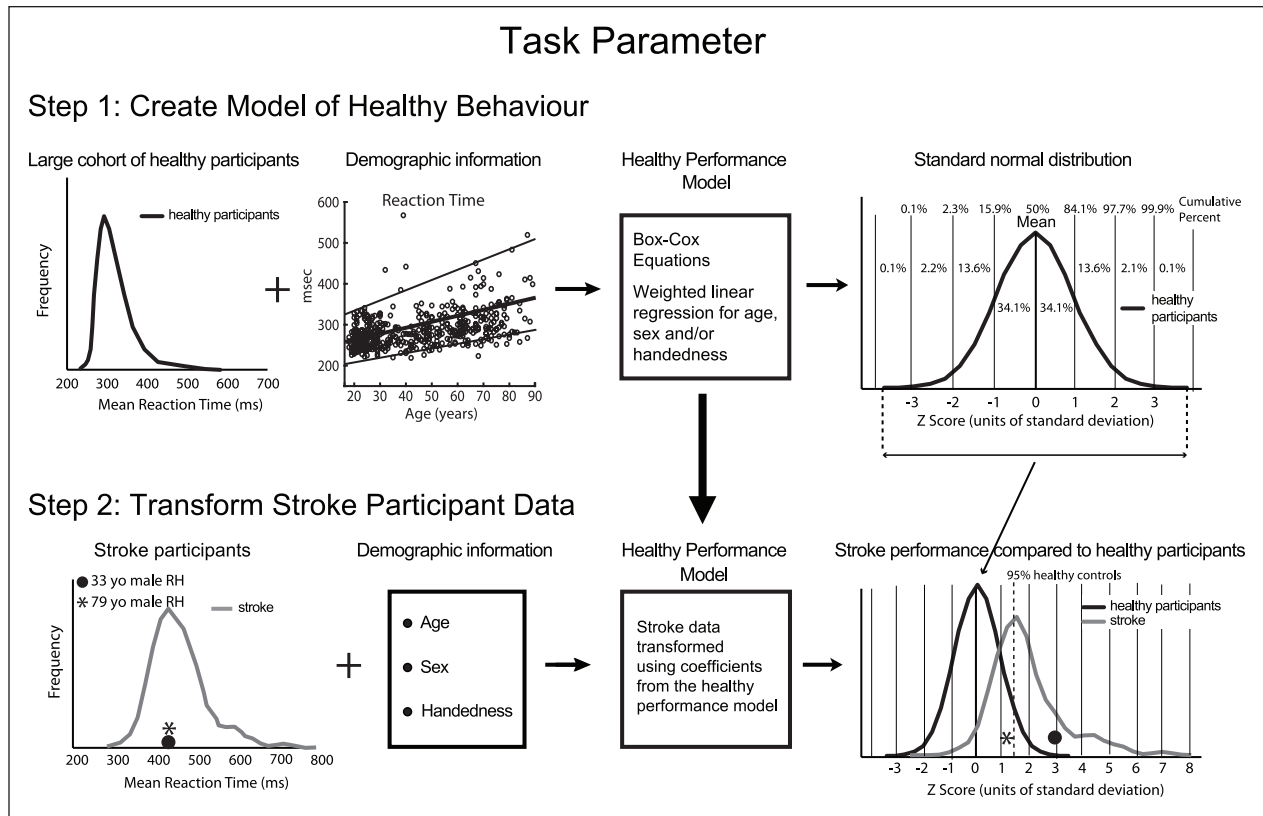 Task Parameter
Step 1: Create Model of Healthy Behaviour
Large cohort of healthy participants
Frequency
healthy participants
200 300 400 500 600 700
Mean Reaction Time (ms)
+
Demographic information
Reaction Time
msec
600
500
400
300
200
20 30 40 50 60 70 80 90
Age (years)
Healthy Performance
Model
Box-Cox
Equations
Weighted linear
regression for age,
sex and/or
handedness
Standard normal distribution
0.1% 2.3% 15.9% 50% 84.1% 97.7% 99.9% Cumulative
Percent
Mean
0.1% 2.2% 13.6% 13.6% 2.1% 0.1%
34.1% 34.1%
healthy
participants
-3 -2 -1 0 1 2 3
Z Score (units of standard deviation)
Step 2: Transform Stroke Participant Data
Stroke participants
33 yo male RH
* 79 yo male RH
stroke
Frequency
*
200 300 400 500 600 700 800
Mean Reaction Time (ms)
+
Demographic information
● Age
● Sex
● Handedness
Healthy Performance
Model
Stroke data
transformed
using coefficients
from the healthy
performance model
Stroke performance compared to healthy participants
95% healthy controls
healthy participants
stroke
*
-3 -2 -1 0 1 2 3 4 5 6 7 8
Z Score (units of standard deviation)